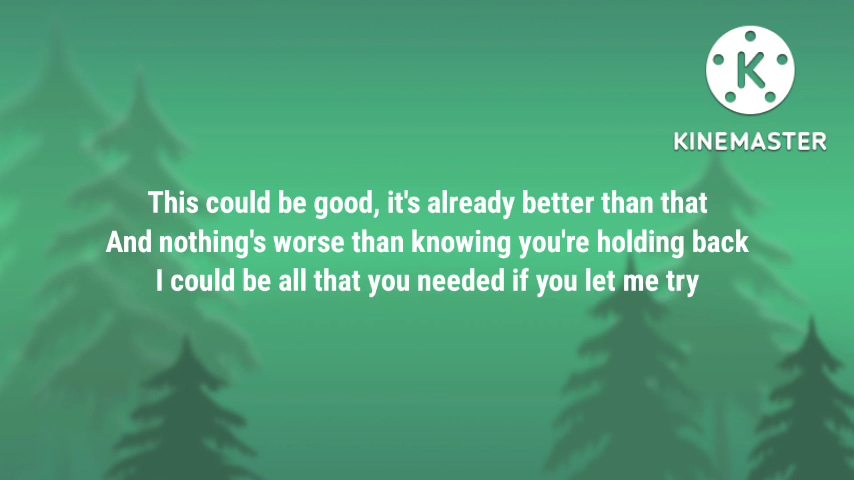 K
KINEMASTER
This could be good, it's already better than that
And nothing's worse than knowing you're holding back
I could be all that you needed if you let me try